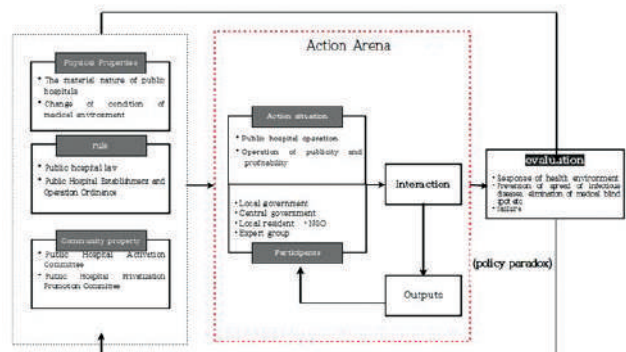 Action Arena
Physical Properties
• The material nature of public
hospitals
• Change of condition of
medical environment
Rule
• Public hospital law
• Public Hospital Establishment and
Operation Ordinence
Community property
• Public Hospital Activation
Committee
• Public Hospital Privatization
Promotion Committee
Action situation
• Public hospital operation
• Operation of publicity and
profitability
• Local government
• Central government
• Local resident • NGO
• Expert group
Participants
Interaction
Outputs
evaluation
• Response of health environment
• Prevention of spread of infectious
diseases, elimination of medical blind
spot etc
• failure
(policy paradox)